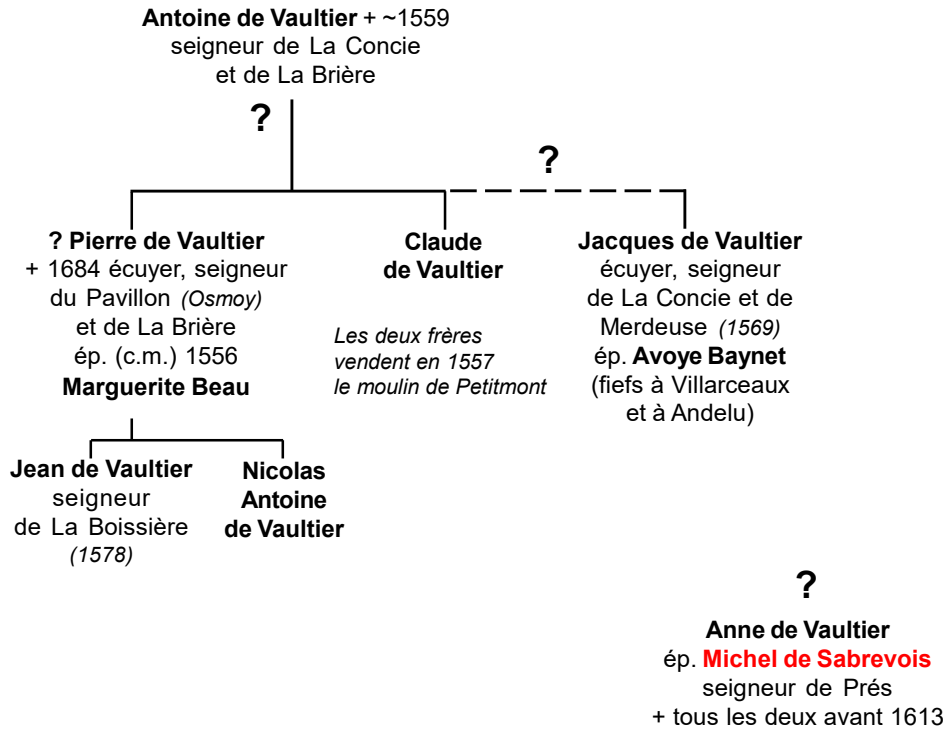 Antoine de Vaultier + ~1559
seigneur de La Concie
et de La Brière
?
?
? Pierre de Vaultier
+ 1684 écuyer, seigneur
du Pavillon (Osmoy)
et de La Brière
ép. (c.m.) 1556
Marguerite Beau
Claude
de Vaultier
Les deux frères
vendent en 1557
le moulin de Petitmont
Jacques de Vaultier
écuyer, seigneur
de La Concie et de
Merdeuse (1569)
ép. Avoye Baynet
(fiefs à Villarceaux
et à Andelu)
Jean de Vaultier
seigneur
de La Boissière
(1578)
Nicolas
Antoine
de Vaultier
?
Anne de Vaultier
ép. Michel de Sabrevois
seigneur de Prés
+ tous les deux avant 1613